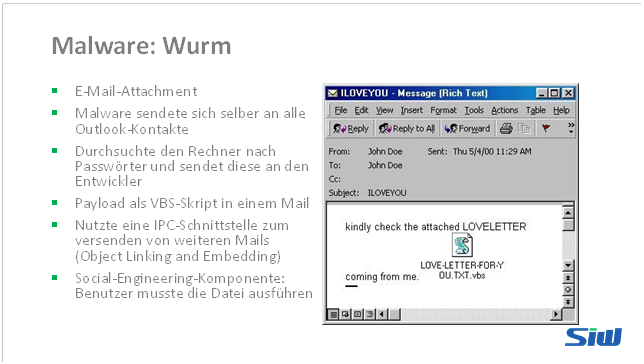 Malware: Wurm
E-Mail-Attachment
Malware sendete sich selber an alle
Outlook-Kontakte
Durchsuchte den Rechner nach
Passwörter und sendet diese an den
Entwickler
Payload als VBS-Skript in einem Mail
Nutzte eine IPC-Schnittstelle zum
versenden von weiteren Mails
(Object Linking and Embedding)
Social-Engineering-Komponente:
Benutzer musste die Datei ausführen
ILOVEYOU - Message (Rich Text)
File Edit View Insert Format Tools Actions Table Help
Reply Reply to All Forward
From: John Doe Sent: Thu 5/4/00 11:29 AM
To: John Doe
Cc:
Subject: ILOVEYOU
kindly check the attached LOVELETTER
LOVE-LETTER-FOR-Y
OU.TXT.vbs
coming from me.
SIW